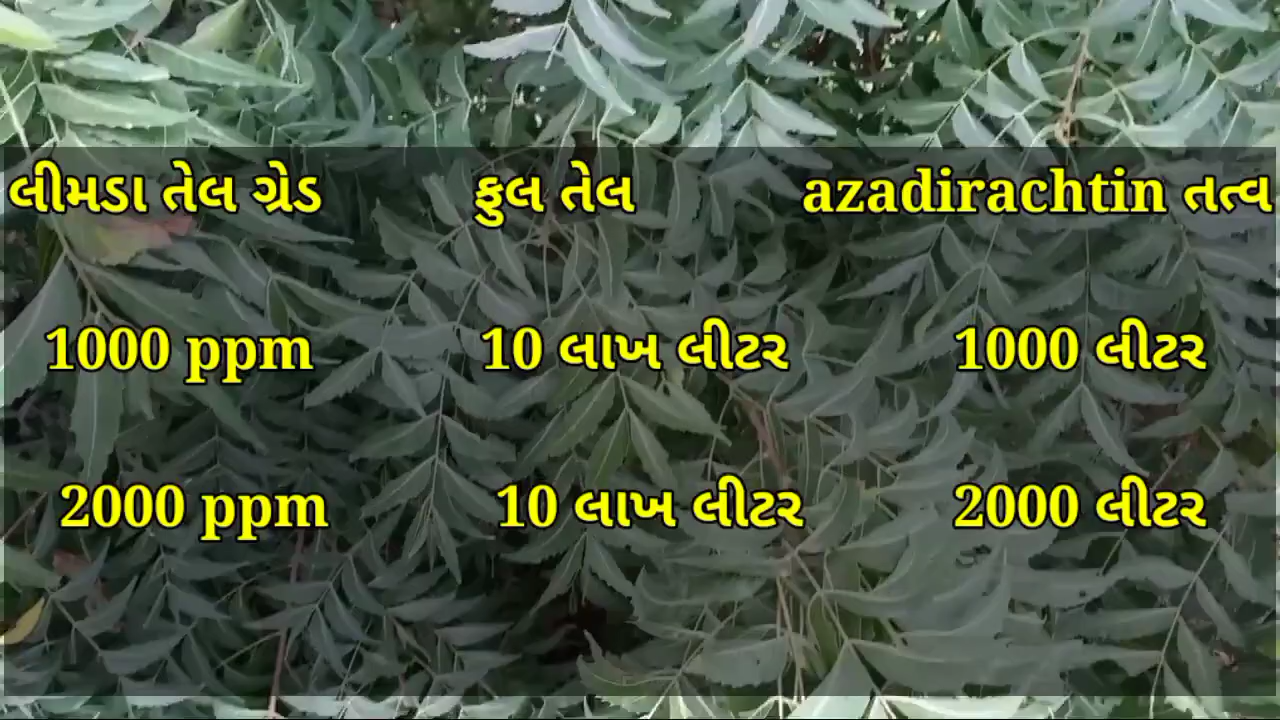 લીમડા તેલ ગ્રેડ ફુલ તેલ azadirachtin તત્વ
1000 ppm 10 લાખ લીટર 1000 લીટર
2000 ppm 10 લાખ લીટર 2000 લીટર